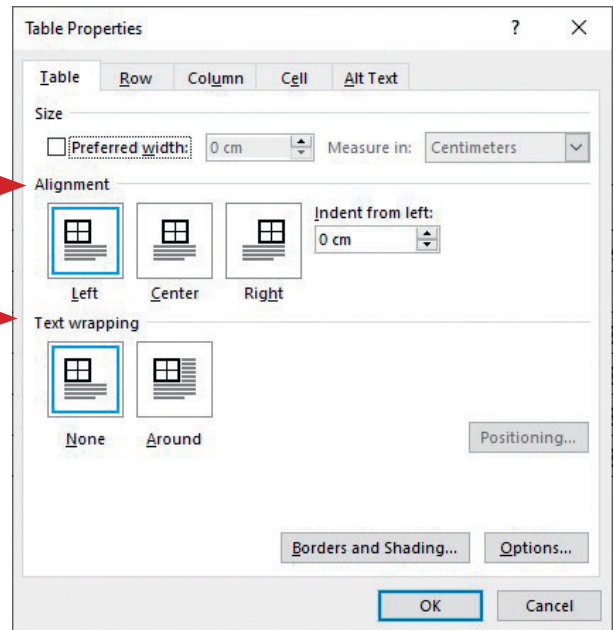 Table Properties ? X
Table Row Column Cell Alt Text
Size
Preferred width: 0 cm Measure in: Centimeters
Alignment
Indent from left:
0 cm
Left Center Right
Text wrapping
None Around
Positioning...
Borders and Shading... Options...
OK Cancel